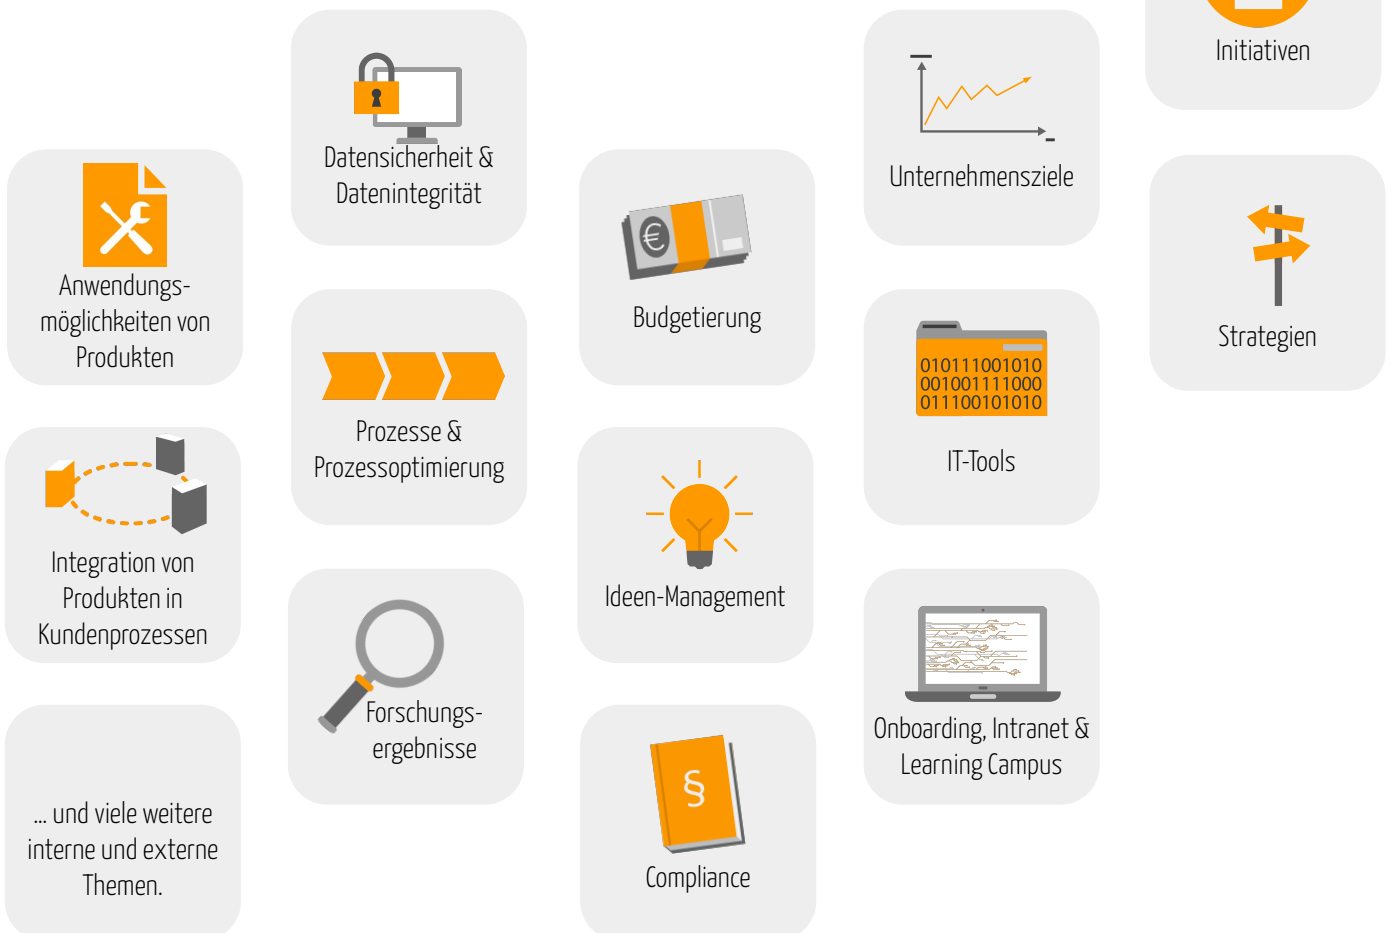 Initiativen
Datensicherheit &
Datenintegrität
Unternehmensziele
Anwendungs-
möglichkeiten von
Produkten
€
Budgetierung
Strategien
010111001010
001001111000
011100101010
Prozesse &
Prozessoptimierung
IT-Tools
Integration von
Produkten in
Kundenprozessen
Ideen-Management
Forschungs-
ergebnisse
Onboarding, Intranet &
Learning Campus
§
Compliance
... und viele weitere
interne und externe
Themen.